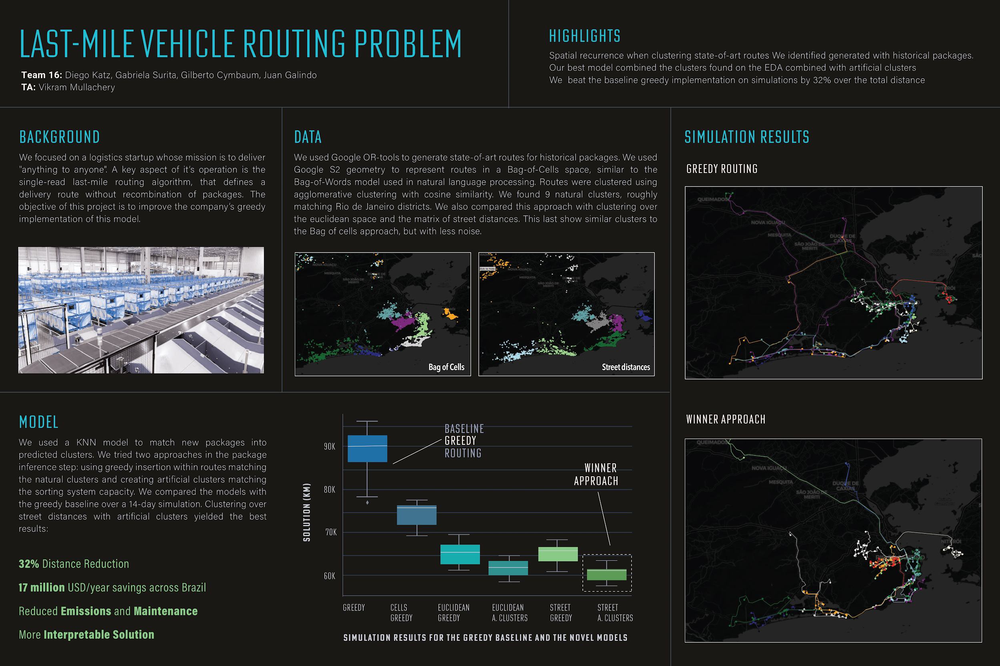 LAST-MILE VEHICLE ROUTING PROBLEM
Team 16: Diego Katz, Gabriela Surita, Gilberto Cymbaum, Juan Galindo
TA: Vikram Mullachery
HIGHLIGHTS
Spatial recurrence when clustering state-of-art routes We identified generated with historical packages.
Our best model combined the clusters found on the EDA combined with artificial clusters
We beat the baseline greedy implementation on simulations by 32% over the total distance
BACKGROUND
We focused on a logistics startup whose mission is to deliver
"anything to anyone". A key aspect of it's operation is the
single-read last-mile routing algorithm, that defines a
delivery route without recombination of packages. The
objective of this project is to improve the company's greedy
implementation of this model.
DATA
We used Google OR-tools to generate state-of-art routes for historical packages. We used
Google S2 geometry to represent routes in a Bag-of-Cells space, similar to the
Bag-of-Words model used in natural language processing. Routes were clustered using
agglomerative clustering with cosine similarity. We found 9 natural clusters, roughly
matching Rio de Janeiro districts. We also compared this approach with clustering over
the euclidean space and the matrix of street distances. This last show similar clusters to
the Bag of cells approach, but with less noise.
NOVA IGUAÇU
MESQUITA
SÃO JOÃO DE
MERITI
DUQUE DE
CAXIAS
Bag of Cells
click to hide
NOVA IGUAÇU
MESQUITA
SÃO JOÃO DE
MERITI
DUQUE DE
CAXIAS
Street distances
SIMULATION RESULTS
GREEDY ROUTING
QUEIMADOS
NOVA IGUAÇU
MESQUITA
DUQUE DE
CAXIAS
SÃO JOÃO DE
MERITI
SÃO
NITERÓI
RIO DE JANEIRO
MODEL
We used a KNN model to match new packages into
predicted clusters. We tried two approaches in the package
inference step: using greedy insertion within routes matching
the natural clusters and creating artificial clusters matching
the sorting system capacity. We compared the models with
the greedy baseline over a 14-day simulation. Clustering over
street distances with artificial clusters yielded the best
results:
32% Distance Reduction
17 million USD/year savings across Brazil
Reduced Emissions and Maintenance
More Interpretable Solution
SOLUTION (KM)
90K
80K
70K
60K
BASELINE
GREEDY
ROUTING
WINNER
APPROACH
GREEDY
CELLS
GREEDY
EUCLIDEAN
GREEDY
EUCLIDEAN
A. CLUSTERS
STREET
GREEDY
STREET
A. CLUSTERS
SIMULATION RESULTS FOR THE GREEDY BASELINE AND THE NOVEL MODELS
WINNER APPROACH
QUEIMADOS
NOVA IGUAÇU
MESQUITA
DUQUE DE
CAXIAS
SÃO JOÃO DE
MERITI
NITERÓI
RIO DE JANEIRO